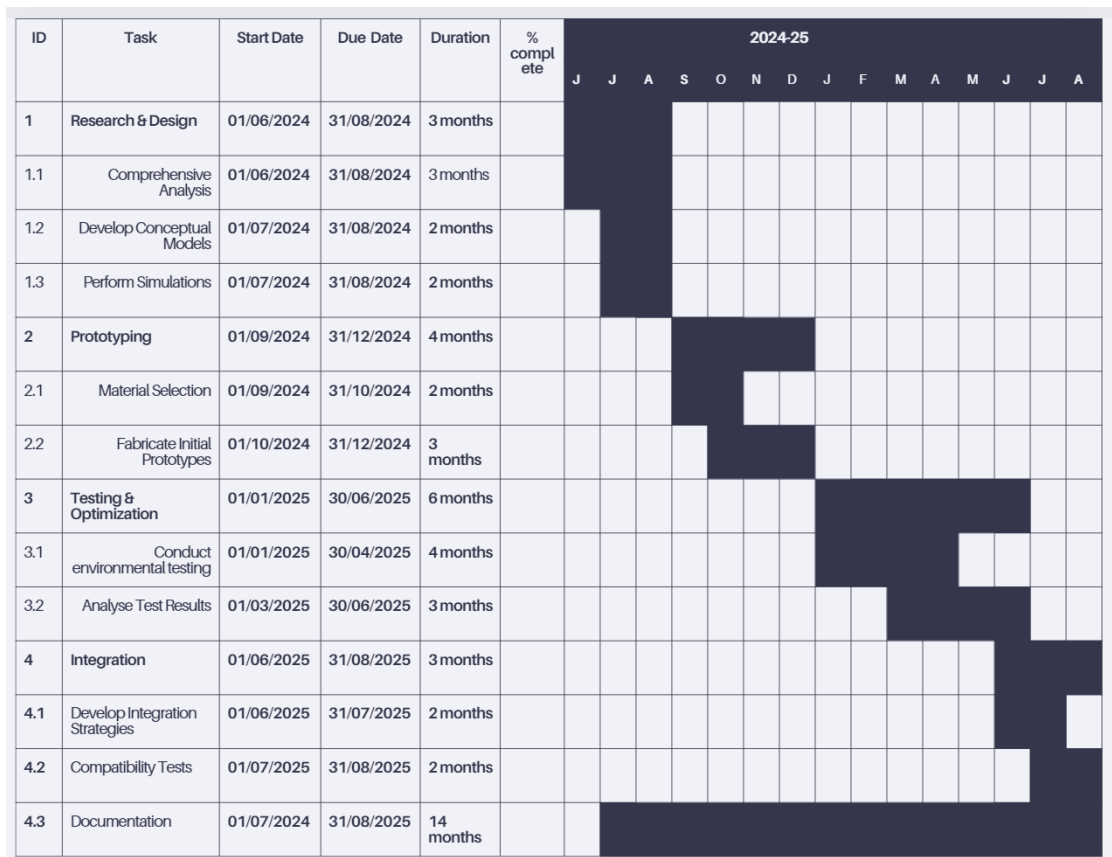 ID Task Start Date Due Date Duration % compl ete 2024-25
J J A S O N D J F M A M J J A
1 Research & Design 01/06/2024 31/08/2024 3 months
1.1 Comprehensive Analysis 01/06/2024 31/08/2024 3 months
1.2 Develop Conceptual Models 01/07/2024 31/08/2024 2 months
1.3 Perform Simulations 01/07/2024 31/08/2024 2 months
2 Prototyping 01/09/2024 31/12/2024 4 months
2.1 Material Selection 01/09/2024 31/10/2024 2 months
2.2 Fabricate Initial Prototypes 01/10/2024 31/12/2024 3 months
3 Testing & Optimization 01/01/2025 30/06/2025 6 months
3.1 Conduct environmental testing 01/01/2025 30/04/2025 4 months
3.2 Analyse Test Results 01/03/2025 30/06/2025 3 months
4 Integration 01/06/2025 31/08/2025 3 months
4.1 Develop Integration Strategies 01/06/2025 31/07/2025 2 months
4.2 Compatibility Tests 01/07/2025 31/08/2025 2 months
4.3 Documentation 01/07/2024 31/08/2025 14 months